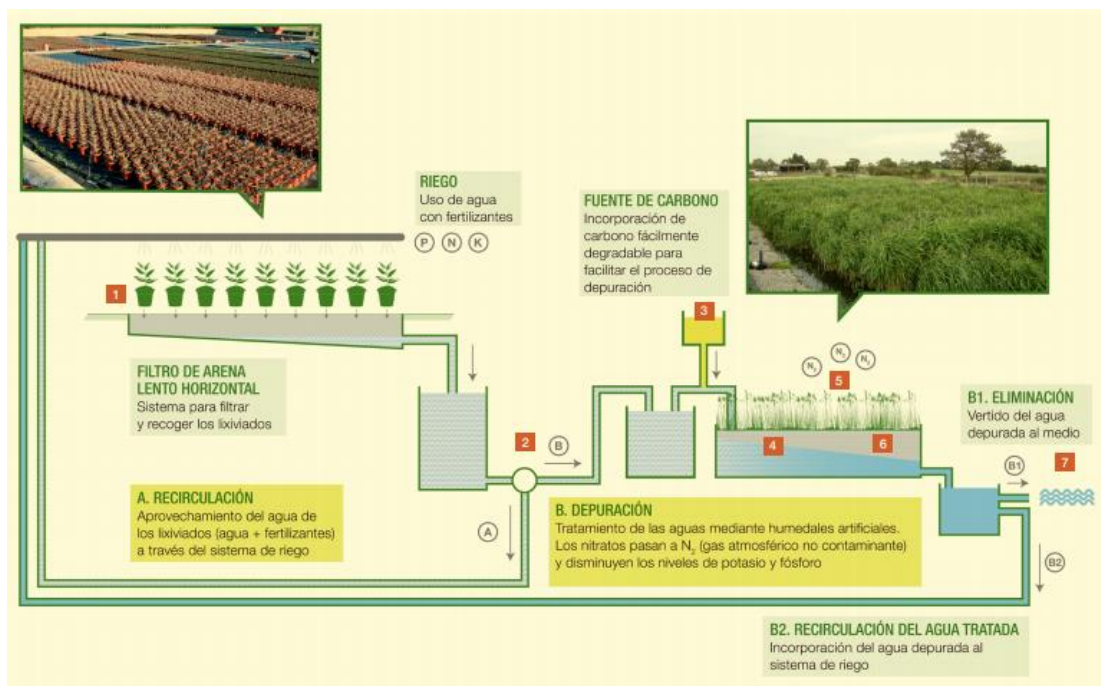 RIEGO
Uso de agua
con fertilizantes
P N K
1
FILTRO DE ARENA
LENTO HORIZONTAL
Sistema para filtrar
y recoger los lixiviados
FUENTE DE CARBONO
Incorporación de
carbono fácilmente
degradable para
facilitar el proceso de
depuración
3
N₂ N₂ N₂
5
4
6
2
B
A
A. RECIRCULACIÓN
Aprovechamiento del agua de
los lixiviados (agua + fertilizantes)
a través del sistema de riego
B. DEPURACIÓN
Tratamiento de las aguas mediante humedales artificiales.
Los nitratos pasan a N₂ (gas atmosférico no contaminante)
y disminuyen los niveles de potasio y fósforo
B1. ELIMINACIÓN
Vertido del agua
depurada al medio
B1
7
B2
B2. RECIRCULACIÓN DEL AGUA TRATADA
Incorporación del agua depurada al
sistema de riego